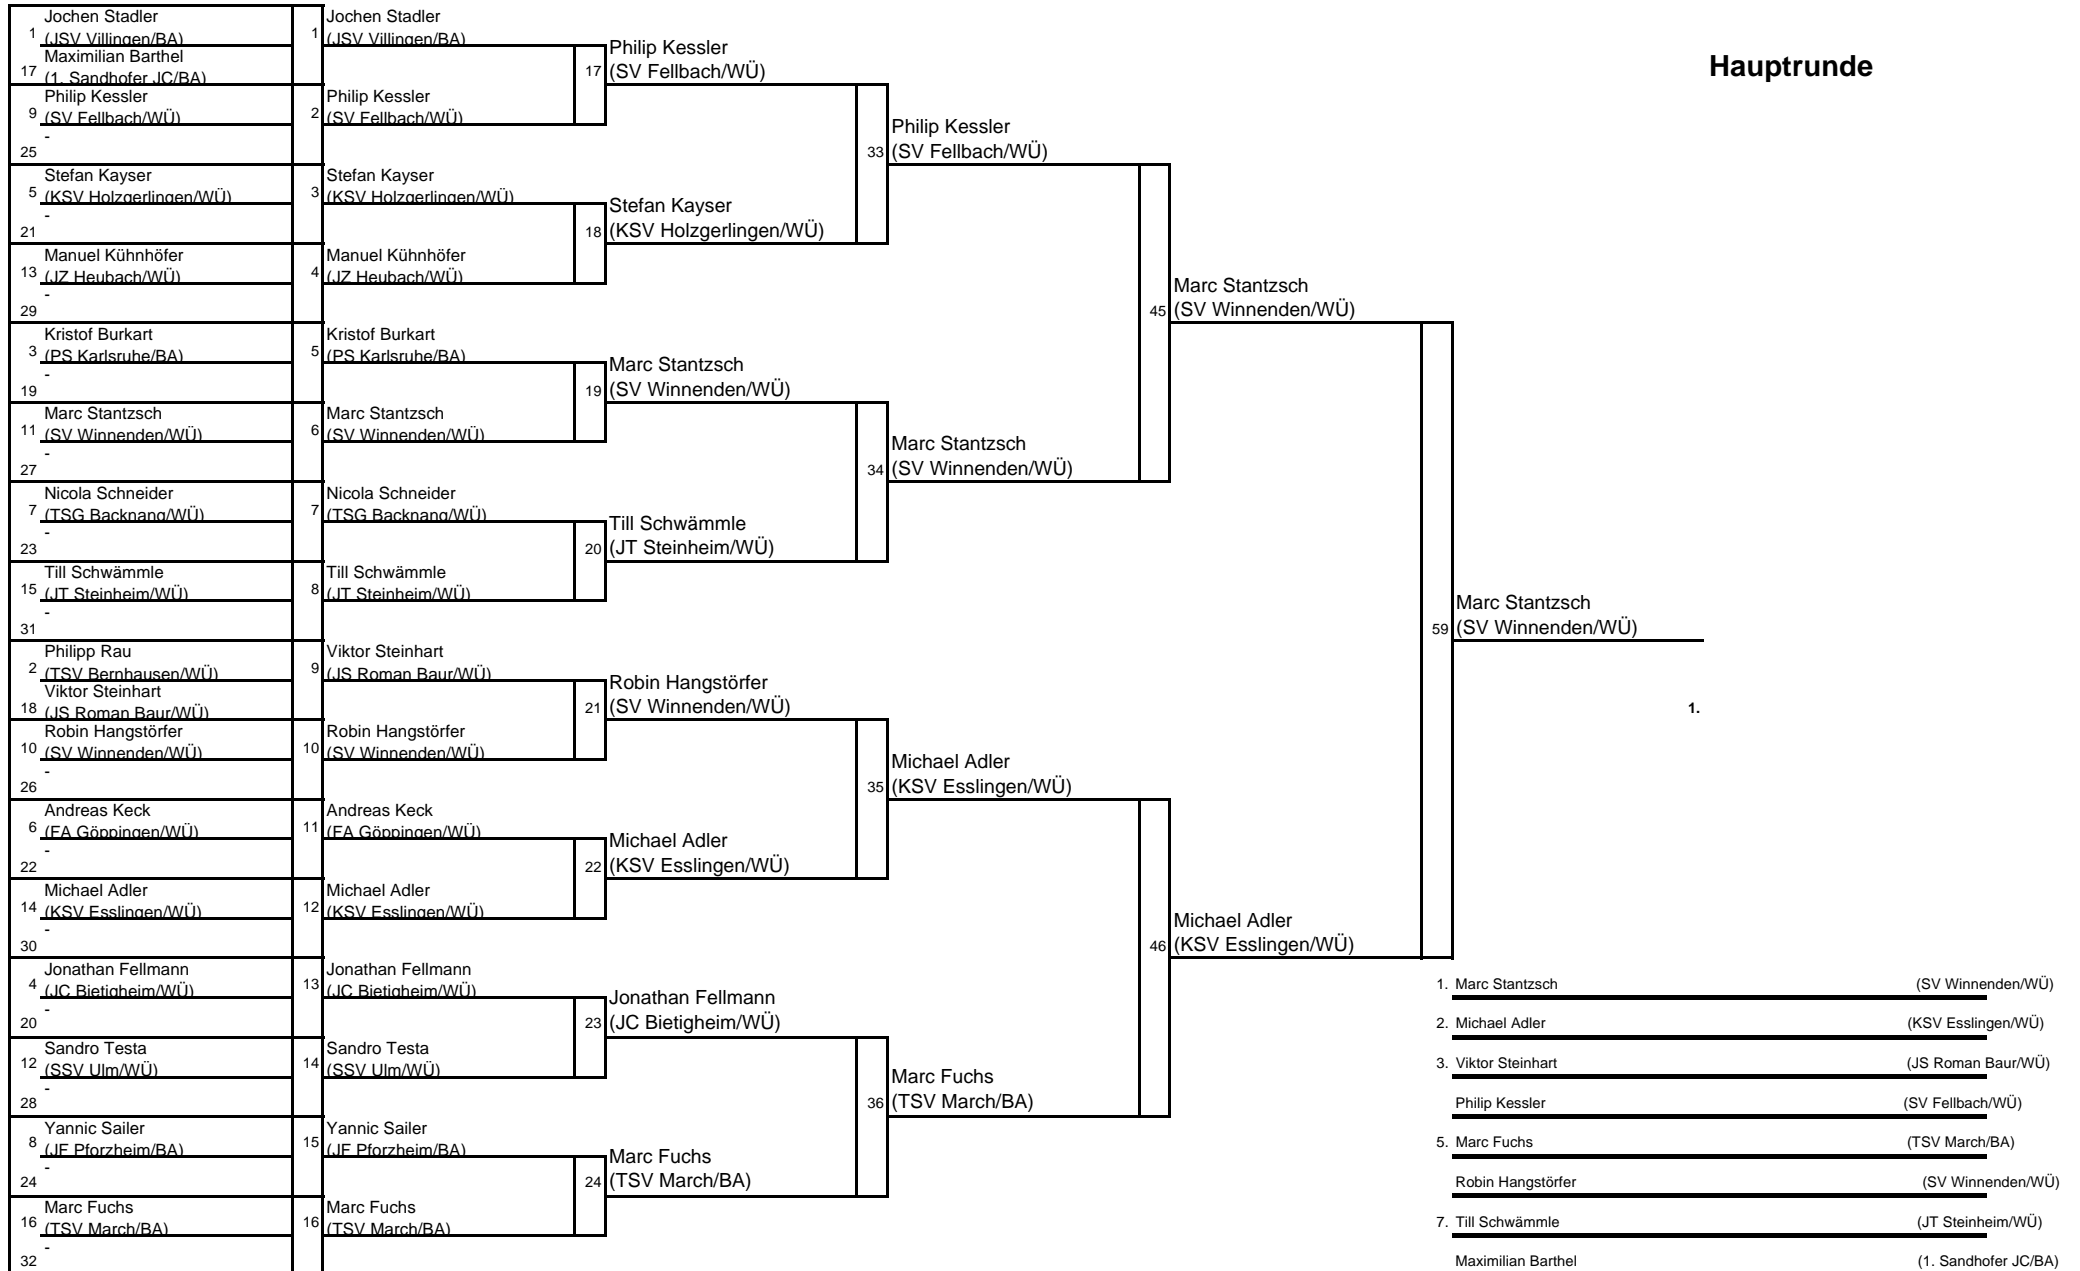 Hauptrunde
1 Jochen Stadler
(JSV Villingen/BA)
17 Maximilian Barthel
(1. Sandhofer JC/BA)
9 Philip Kessler
(SV Fellbach/WÜ)
25 -
5 Stefan Kayser
(KSV Holzgerlingen/WÜ)
21 -
13 Manuel Kühnhöfer
(JZ Heubach/WÜ)
29 -
3 Kristof Burkart
(PS Karlsruhe/BA)
19 -
11 Marc Stantzsch
(SV Winnenden/WÜ)
27 -
7 Nicola Schneider
(TSG Backnang/WÜ)
23 -
15 Till Schwämmle
(JT Steinheim/WÜ)
31 -
2 Philipp Rau
(TSV Bernhausen/WÜ)
18 Viktor Steinhart
(JS Roman Baur/WÜ)
10 Robin Hangstörfer
(SV Winnenden/WÜ)
26 -
6 Andreas Keck
(FA Göppingen/WÜ)
22 -
14 Michael Adler
(KSV Esslingen/WÜ)
30 -
4 Jonathan Fellmann
(JC Bietigheim/WÜ)
20 -
12 Sandro Testa
(SSV Ulm/WÜ)
28 -
8 Yannic Sailer
(JF Pforzheim/BA)
24 -
16 Marc Fuchs
(TSV March/BA)
32 -
1 Jochen Stadler
(JSV Villingen/BA)
2 Philip Kessler
(SV Fellbach/WÜ)
3 Stefan Kayser
(KSV Holzgerlingen/WÜ)
4 Manuel Kühnhöfer
(JZ Heubach/WÜ)
5 Kristof Burkart
(PS Karlsruhe/BA)
6 Marc Stantzsch
(SV Winnenden/WÜ)
7 Nicola Schneider
(TSG Backnang/WÜ)
8 Till Schwämmle
(JT Steinheim/WÜ)
9 Viktor Steinhart
(JS Roman Baur/WÜ)
10 Robin Hangstörfer
(SV Winnenden/WÜ)
11 Andreas Keck
(FA Göppingen/WÜ)
12 Michael Adler
(KSV Esslingen/WÜ)
13 Jonathan Fellmann
(JC Bietigheim/WÜ)
14 Sandro Testa
(SSV Ulm/WÜ)
15 Yannic Sailer
(JF Pforzheim/BA)
16 Marc Fuchs
(TSV March/BA)
17 Philip Kessler
(SV Fellbach/WÜ)
18 Stefan Kayser
(KSV Holzgerlingen/WÜ)
19 Marc Stantzsch
(SV Winnenden/WÜ)
20 Till Schwämmle
(JT Steinheim/WÜ)
21 Robin Hangstörfer
(SV Winnenden/WÜ)
22 Michael Adler
(KSV Esslingen/WÜ)
23 Jonathan Fellmann
(JC Bietigheim/WÜ)
24 Marc Fuchs
(TSV March/BA)
33 Philip Kessler
(SV Fellbach/WÜ)
34 Marc Stantzsch
(SV Winnenden/WÜ)
35 Michael Adler
(KSV Esslingen/WÜ)
36 Marc Fuchs
(TSV March/BA)
45 Marc Stantzsch
(SV Winnenden/WÜ)
46 Michael Adler
(KSV Esslingen/WÜ)
59 Marc Stantzsch
(SV Winnenden/WÜ)
1.
1. Marc Stantzsch (SV Winnenden/WÜ)
2. Michael Adler (KSV Esslingen/WÜ)
3. Viktor Steinhart (JS Roman Baur/WÜ)
Philip Kessler (SV Fellbach/WÜ)
5. Marc Fuchs (TSV March/BA)
Robin Hangstörfer (SV Winnenden/WÜ)
7. Till Schwämmle (JT Steinheim/WÜ)
Maximilian Barthel (1. Sandhofer JC/BA)